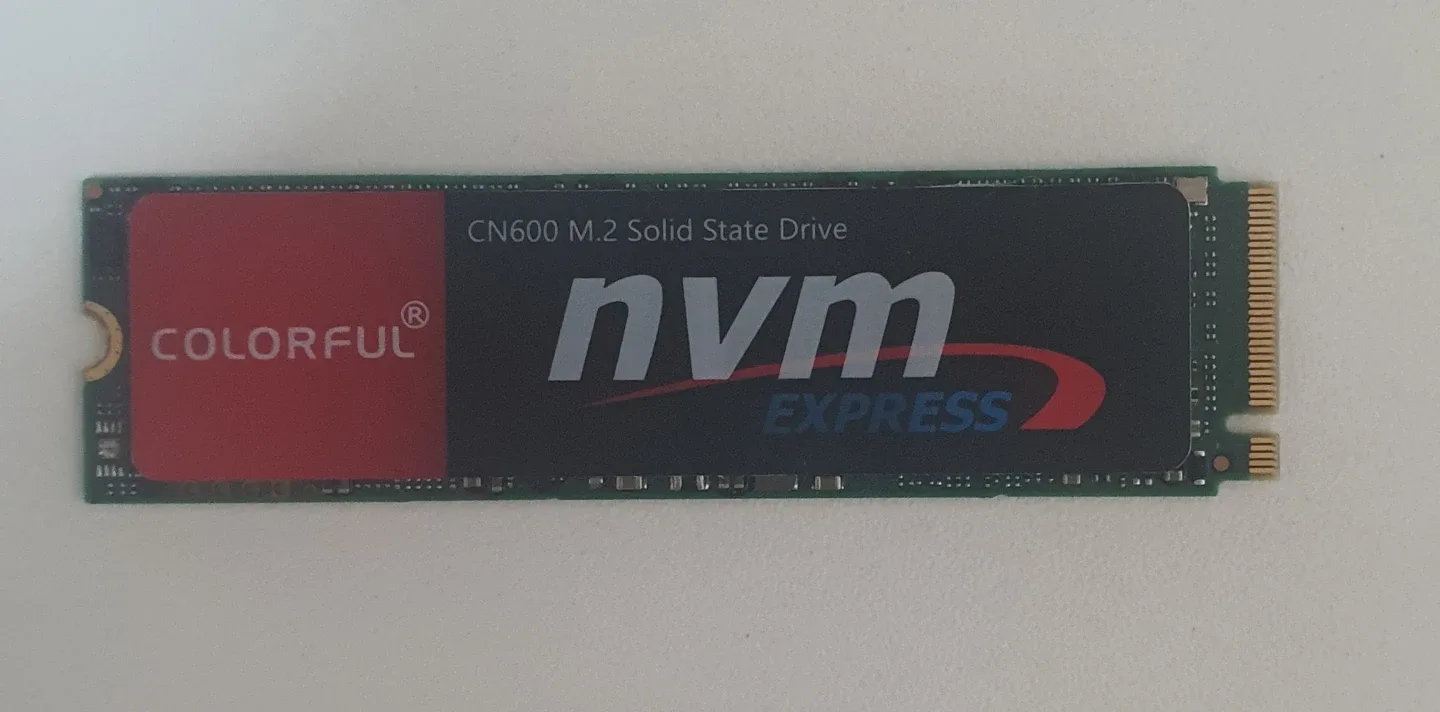 CN600 M.2 Solid State Drive
COLORFUL®
nvm
EXPRESS